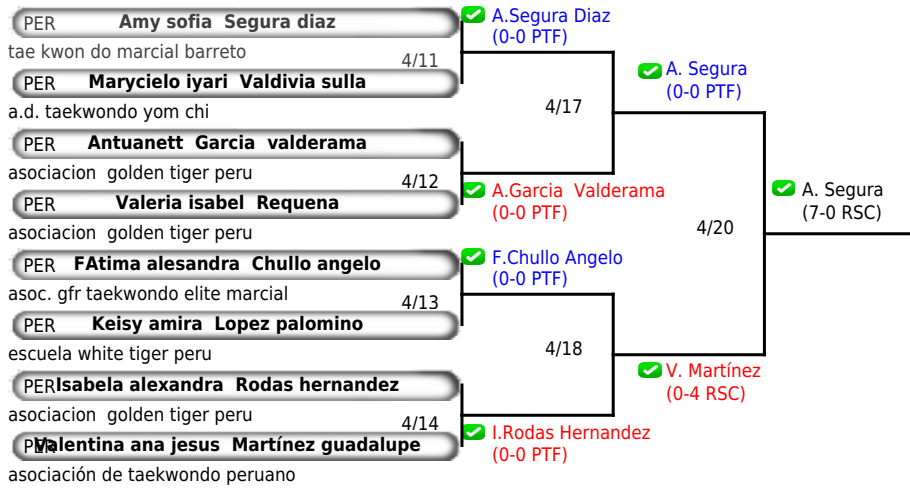 PER Amy sofia  Segura diaz
tae kwon do marcial barreto
4/11
PER Marycielo iyari  Valdivia sulla
a.d. taekwondo yom chi
PER Antuanett  Garcia  valderama
asociacion  golden tiger peru
4/12
PER Valeria isabel  Requena
asociacion  golden tiger peru
PER FAtima alesandra  Chullo angelo
asoc. gfr taekwondo elite marcial
4/13
PER Keisy amira  Lopez palomino
escuela white tiger peru
PER Isabela alexandra  Rodas hernandez
asociacion  golden tiger peru
4/14
PER Valentina ana jesus  Martínez guadalupe
asociación de taekwondo peruano
A.Segura Diaz
(0-0 PTF)
4/17
A.Garcia  Valderama
(0-0 PTF)
F.Chullo Angelo
(0-0 PTF)
4/18
I.Rodas Hernandez
(0-0 PTF)
A. Segura
(0-0 PTF)
4/20
V. Martínez
(0-4 RSC)
A. Segura
(7-0 RSC)